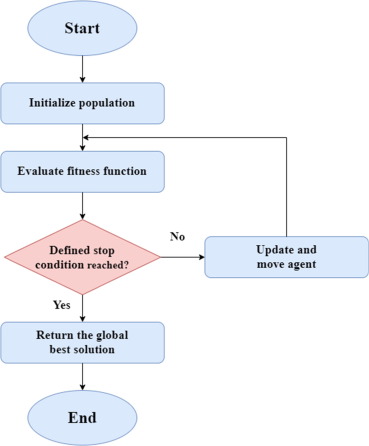 Start
Initialize population
Evaluate fitness function
Defined stop
condition reached?
No
Update and
move agent
Yes
Return the global
best solution
End